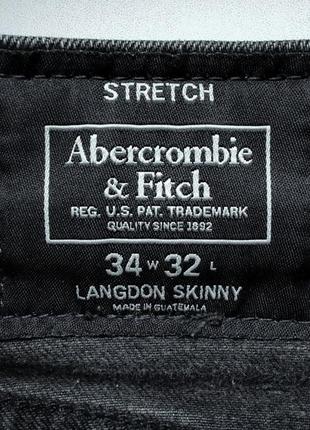 STRETCH
Abercrombie
& Fitch
REG. U.S. PAT. TRADEMARK
QUALITY SINCE 1892
34 W 32 L
LANGDON SKINNY
MADE IN GUATEMALA